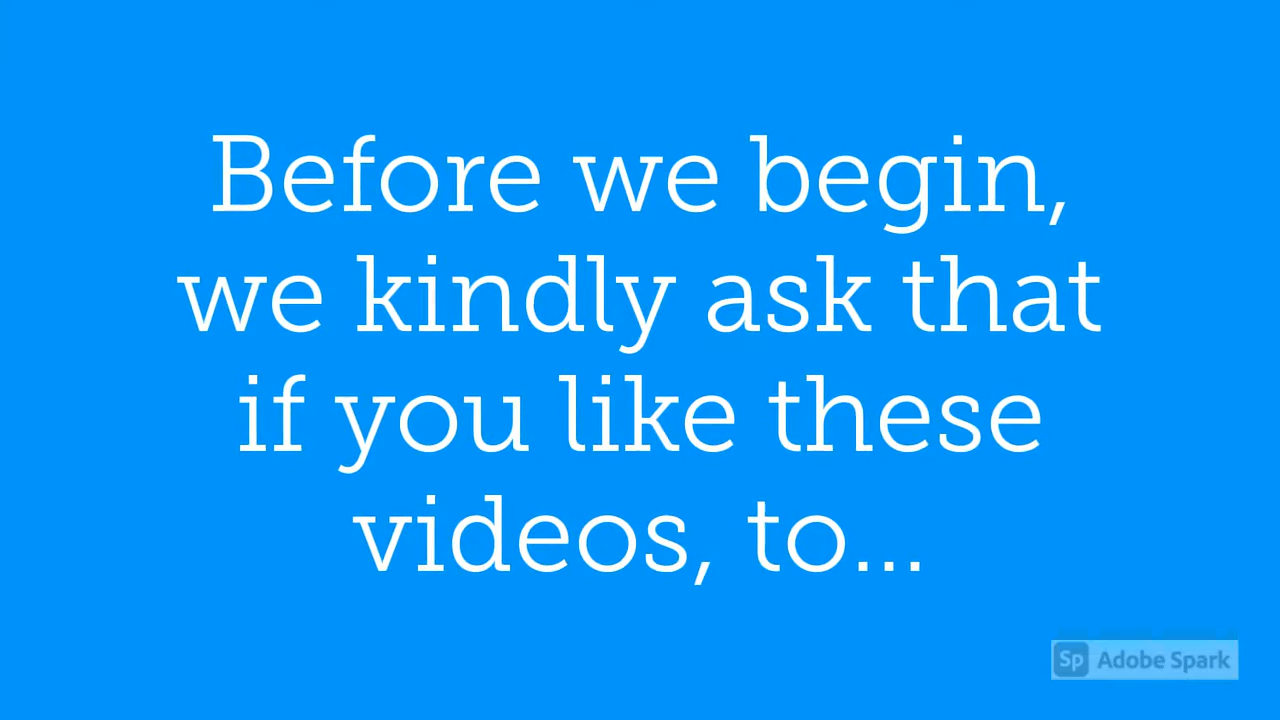 Before we begin,
we kindly ask that
if you like these
videos, to...
Sp Adobe Spark